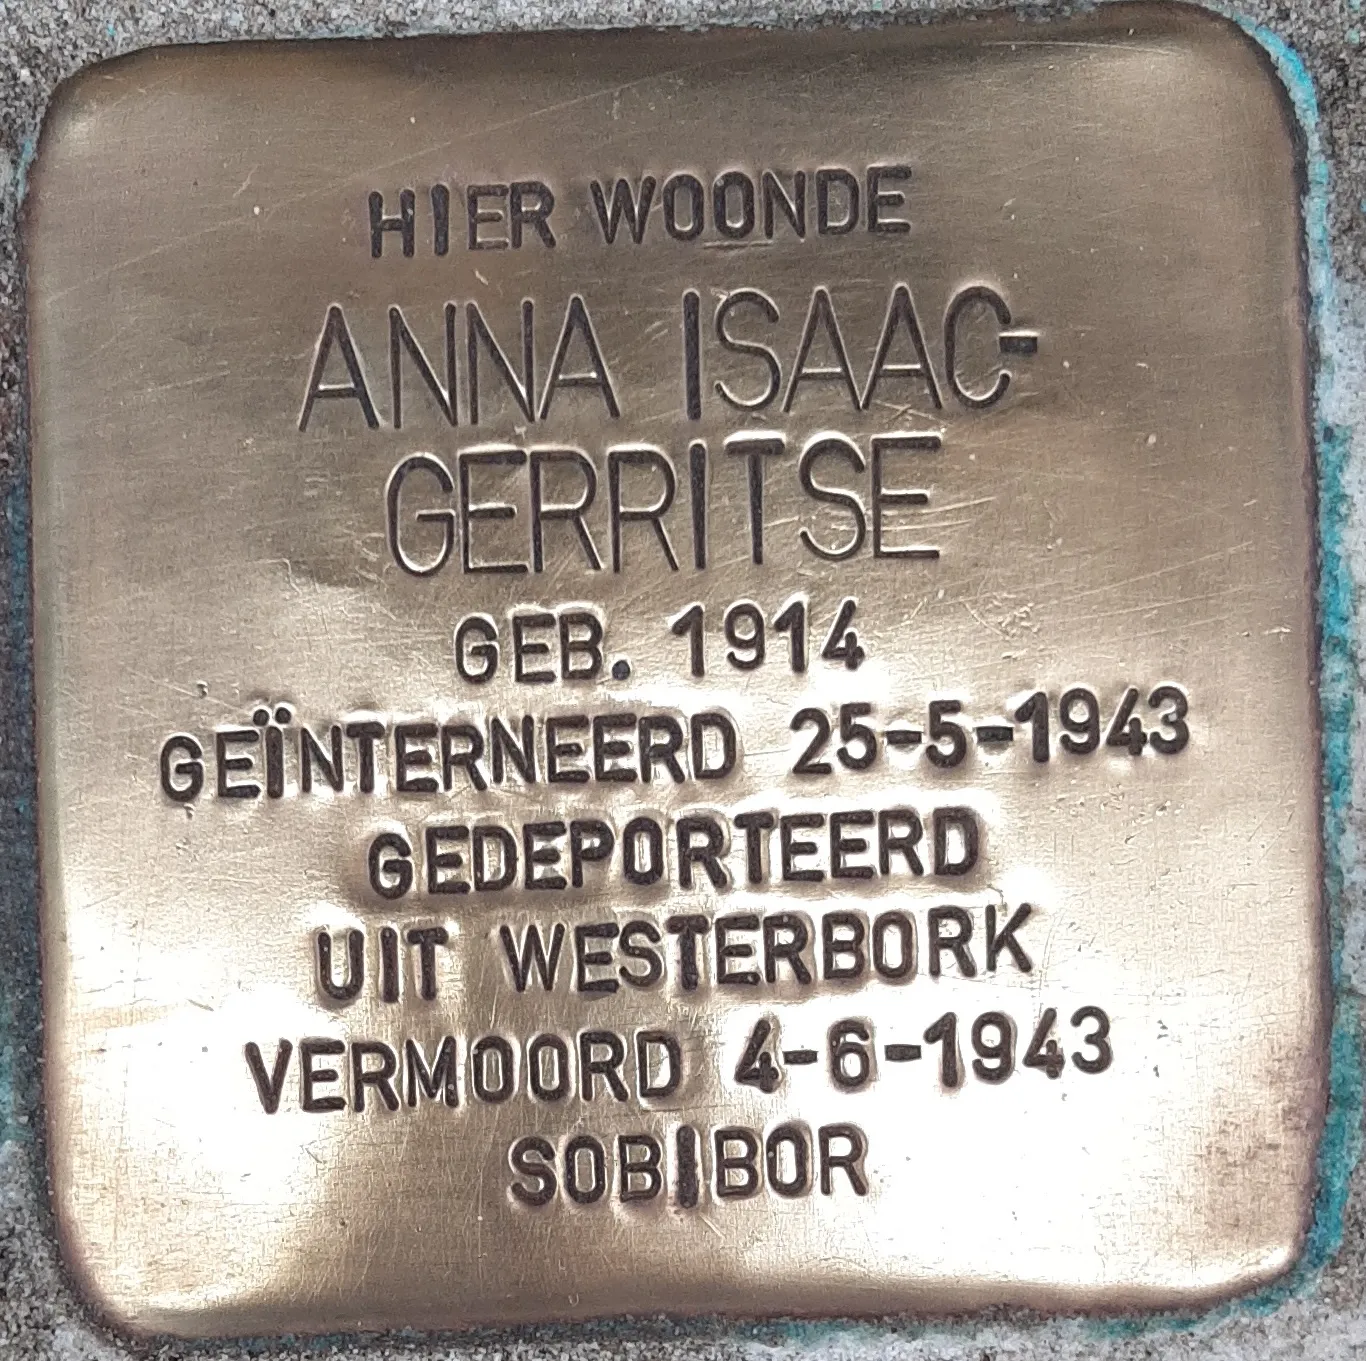 HIER WOONDE
ANNA ISAAC-
GERRITSE
GEB. 1914
GEÏNTERNEERD 25-5-1943
GEDEPORTEERD
UIT WESTERBORK
VERMOORD 4-6-1943
SOBIBOR